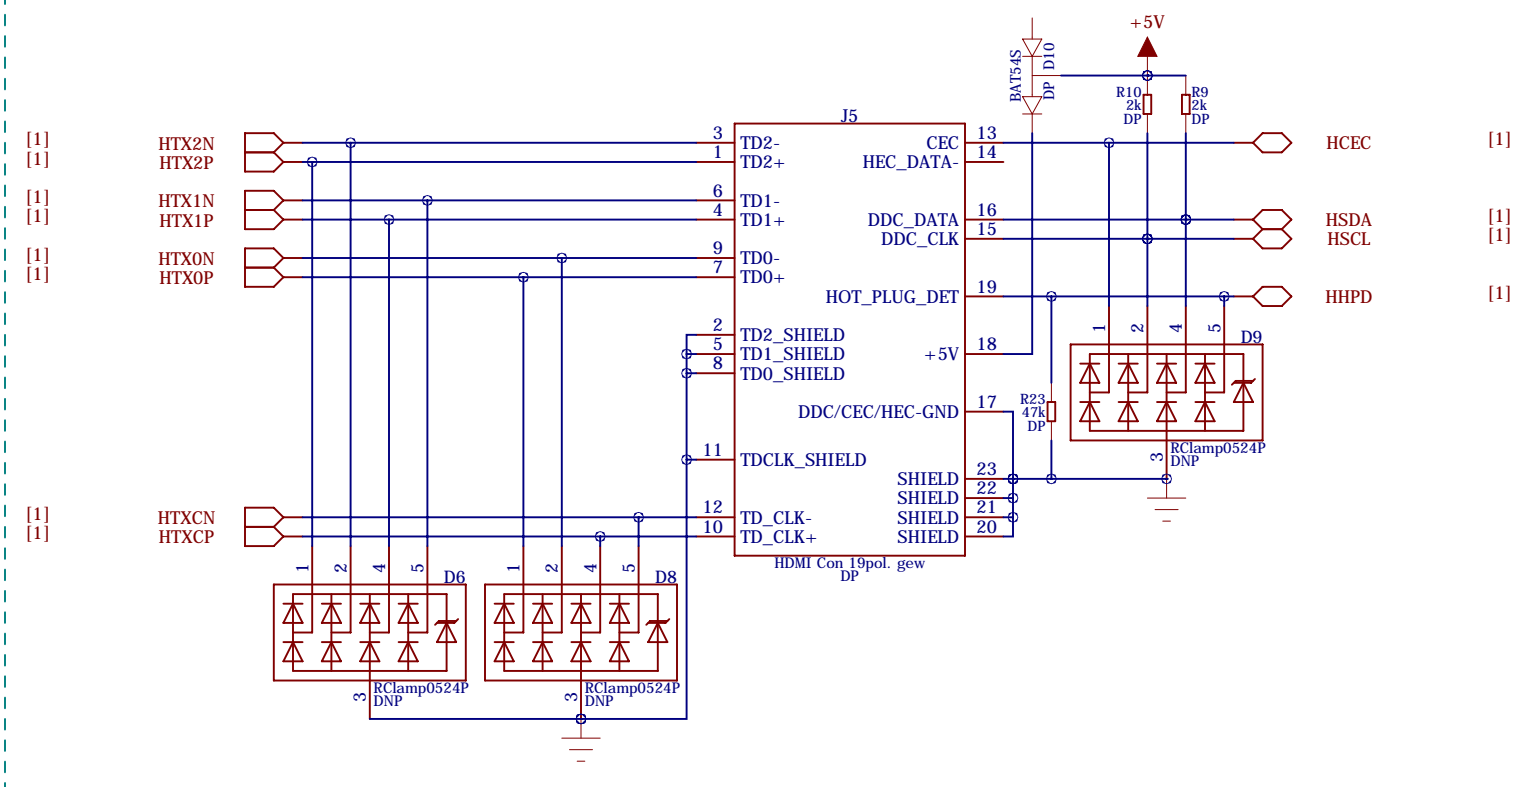 +5V
BAT54S
D10
DP
R10
2k
DP
R9
2k
DP
J5
[1] HTX2N 3 TD2-
[1] HTX2P 1 TD2+
[1] HTX1N 6 TD1-
[1] HTX1P 4 TD1+
[1] HTX0N 9 TD0-
[1] HTX0P 7 TD0+
2 TD2_SHIELD
5 TD1_SHIELD
8 TD0_SHIELD
11 TDCLK_SHIELD
[1] HTXCN 12 TD_CLK-
[1] HTXCP 10 TD_CLK+
CEC 13 HCEC [1]
HEC_DATA- 14
DDC_DATA 16 HSDA [1]
DDC_CLK 15 HSCL [1]
HOT_PLUG_DET 19 HHPD [1]
+5V 18
DDC/CEC/HEC-GND 17
SHIELD 23
SHIELD 22
SHIELD 21
SHIELD 20
HDMI Con 19pol. gew
DP
R23
47k
DP
1 2 4 5 D9
3 RClamp0524P
DNP
1 2 4 5 D6
3 RClamp0524P
DNP
1 2 4 5 D8
3 RClamp0524P
DNP